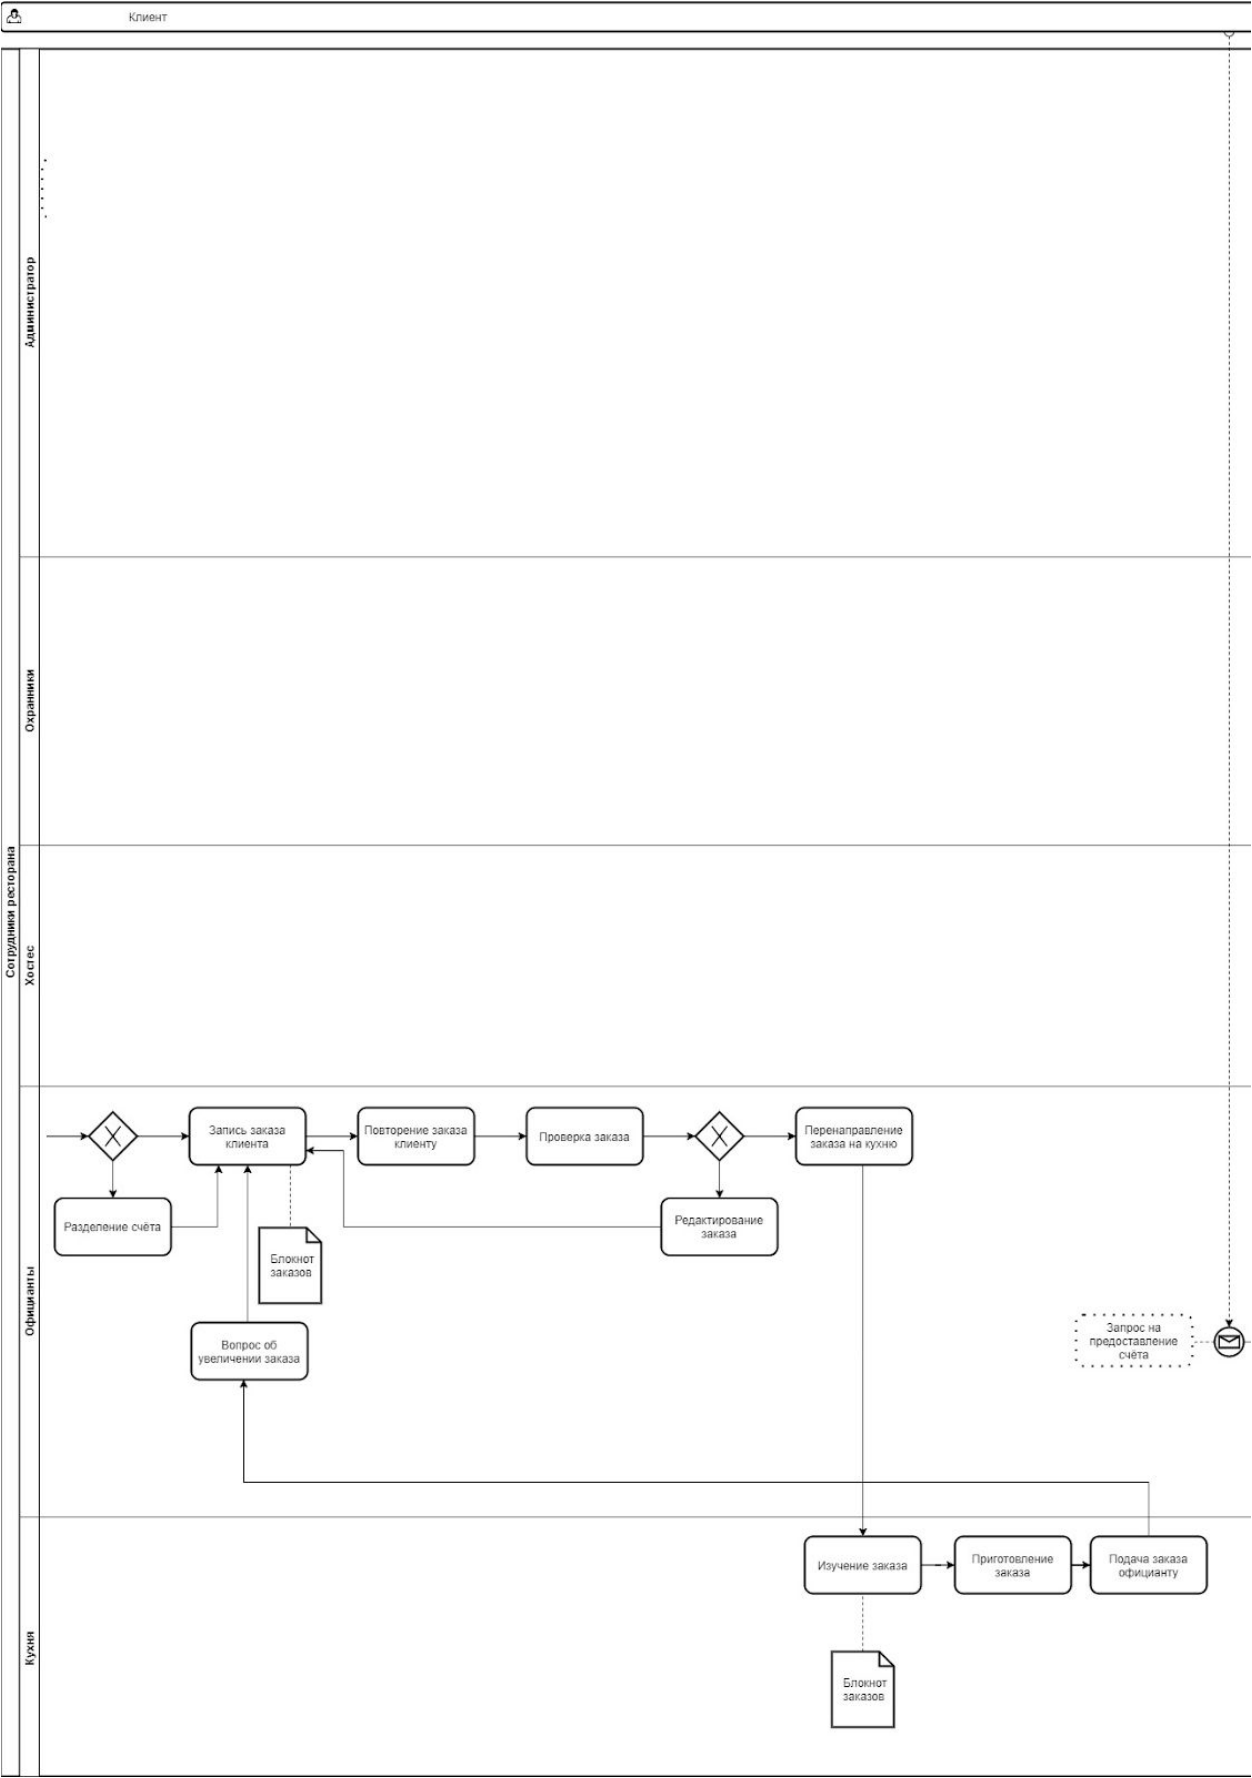 Клиент
Сотрудники ресторана
Администратор
Охранники
Хостес
Официанты
Запись заказа
клиента
Повторение заказа
клиенту
Проверка заказа
Перенаправление
заказа на кухню
Разделение счёта
Редактирование
заказа
Блокнот
заказов
Вопрос об
увеличении заказа
Запрос на
предоставление
счёта
Кухня
Изучение заказа
Приготовление
заказа
Подача заказа
официанту
Блокнот
заказов